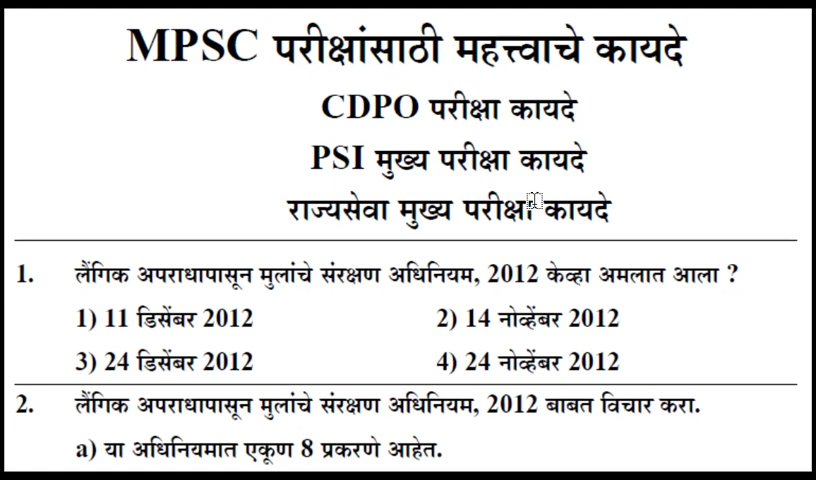 MPSC परीक्षांसाठी महत्त्वाचे कायदे
CDPO परीक्षा कायदे
PSI मुख्य परीक्षा कायदे
राज्यसेवा मुख्य परीक्षा कायदे
1. लैंगिक अपराधापासून मुलांचे संरक्षण अधिनियम, 2012 केव्हा अमलात आला ?
1) 11 डिसेंबर 2012 2) 14 नोव्हेंबर 2012
3) 24 डिसेंबर 2012 4) 24 नोव्हेंबर 2012
2. लैंगिक अपराधापासून मुलांचे संरक्षण अधिनियम, 2012 बाबत विचार करा.
a) या अधिनियमात एकूण 8 प्रकरणे आहेत.